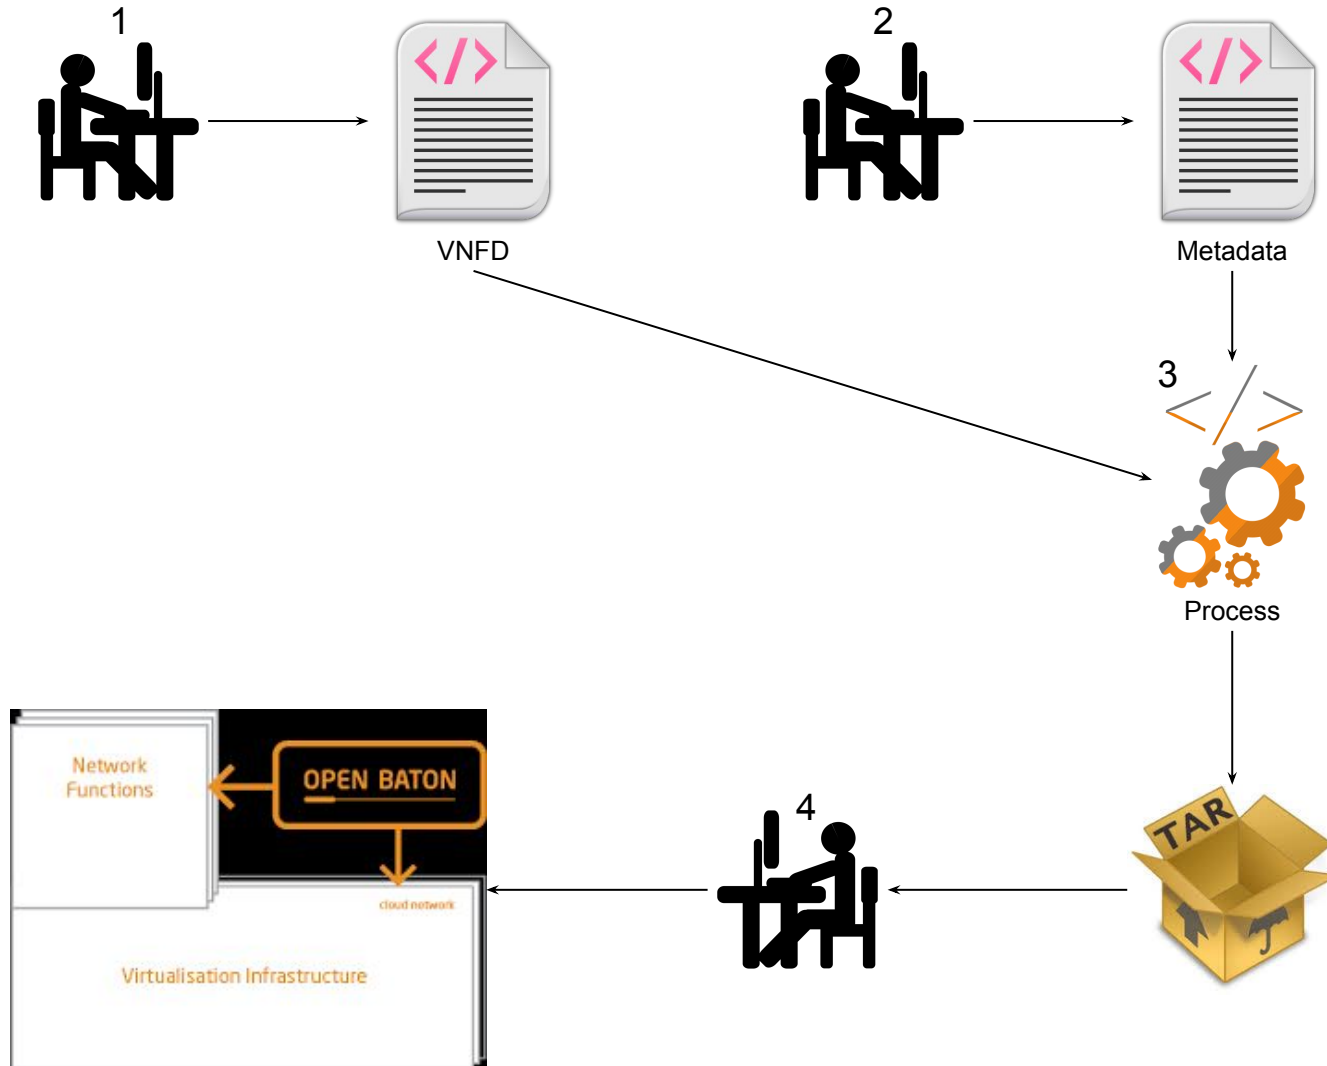 1
2
</>
</>
VNFD
Metadata
3
Process
TAR
4
Network
Functions
OPEN BATON
cloud network
Virtualisation Infrastructure